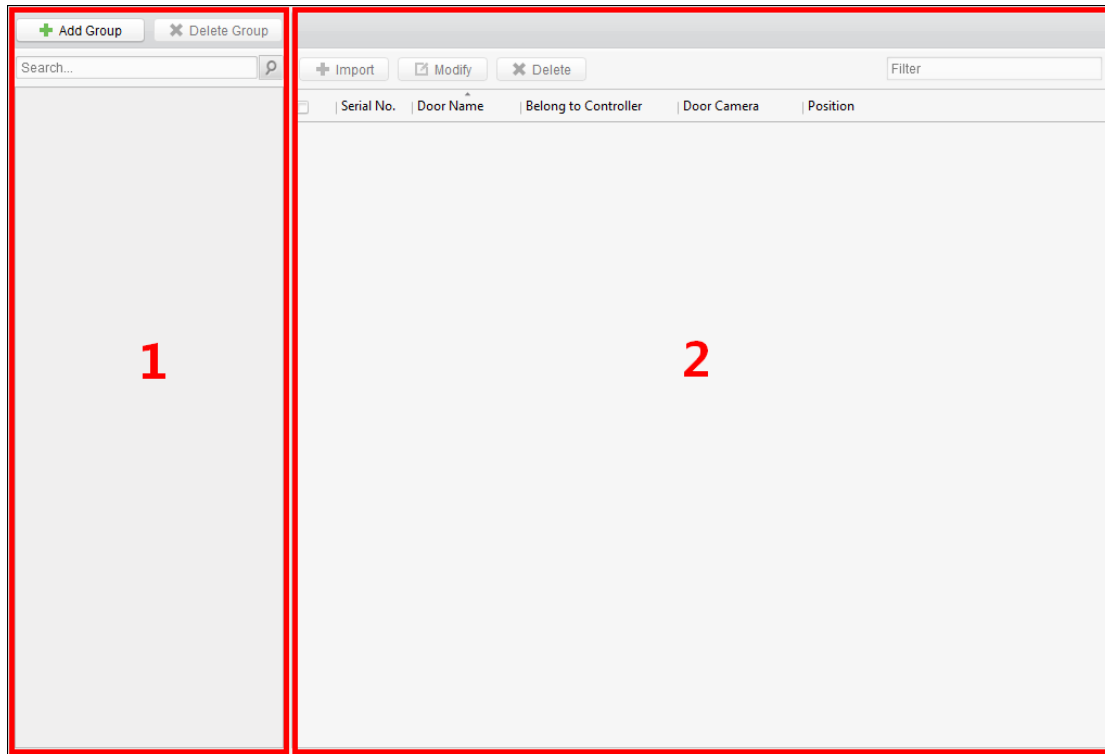 Add Group Delete Group
Search...
1
Import Modify Delete Filter
Serial No. Door Name Belong to Controller Door Camera Position
2